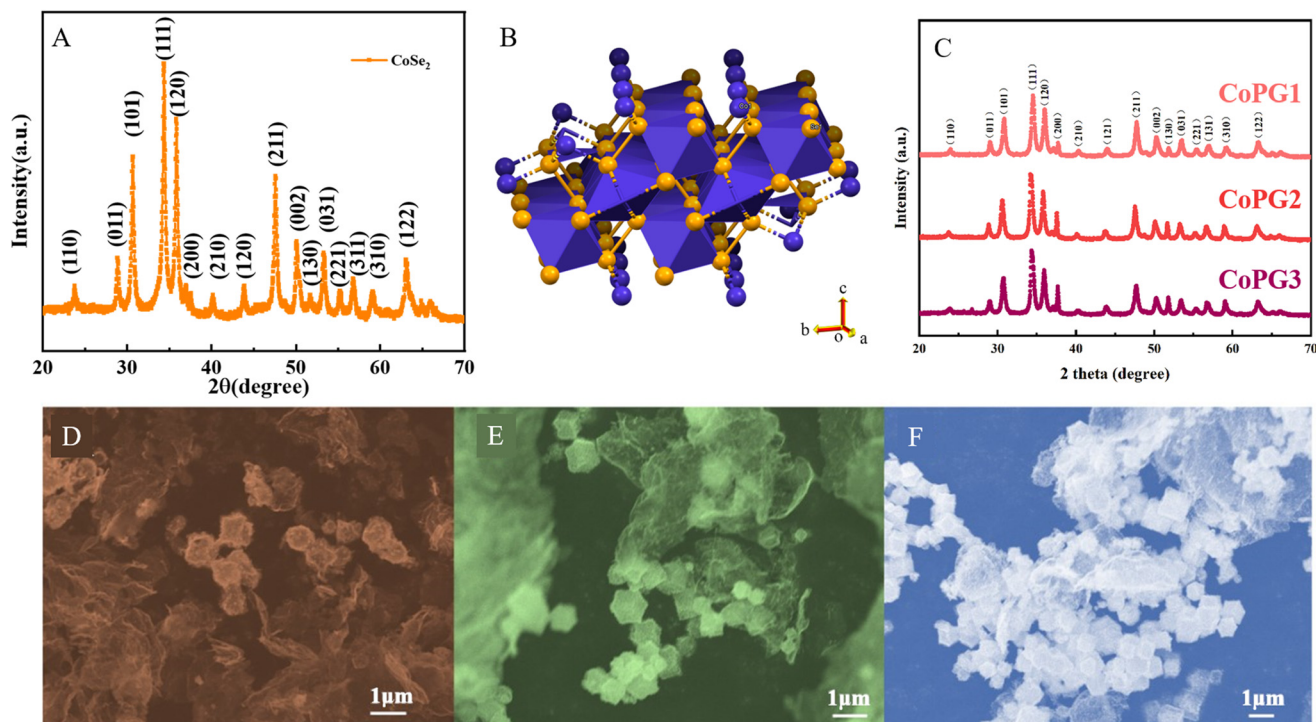 A
Intensity(a.u.)
2θ(degree)
CoSe₂
(110)
(011)
(101)
(111)
(120)
(200)
(210)
(120)
(211)
(002)
(130)
(031)
(221)
(311)
(310)
(122)
20 30 40 50 60 70
B
c
b
o
a
C
Intensity (a.u.)
2 theta (degree)
(110)
(011)
(101)
(111)
(120)
(200)
(210)
(121)
(211)
(002)
(130)
(031)
(221)
(131)
(310)
(122)
CoPG1
CoPG2
CoPG3
20 30 40 50 60 70
D
1μm
E
1μm
F
1μm